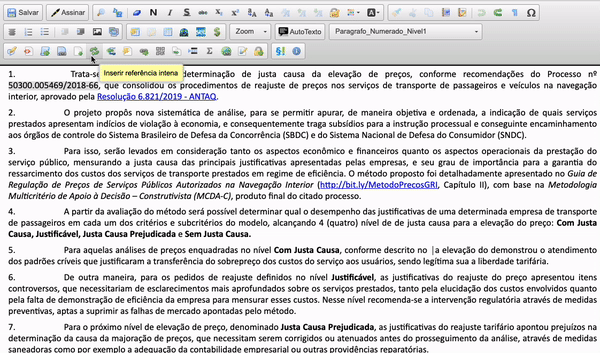 Salvar Assinar
Zoom AutoTexto Paragrafo_Numerado_Nivel1
Inserir referência intena
1. Trata-se determinação de justa causa da elevação de preços, conforme recomendações do Processo nº
50300.005469/2018-66, que consolidou os procedimentos de reajuste de preços nos serviços de transporte de passageiros e veículos na navegação
interior, aprovado pela Resolução 6.821/2019 - ANTAQ.
2. O projeto propôs nova sistemática de análise, para se permitir apurar, de maneira objetiva e ordenada, a indicação de quais serviços
prestados apresentam indícios de violação à economia, e consequentemente traga subsídios para a instrução processual e conseguinte encaminhamento
aos órgãos de controle do Sistema Brasileiro de Defesa da Concorrência (SBDC) e do Sistema Nacional de Defesa do Consumidor (SNDC).
3. Para isso, serão levados em consideração tanto os aspectos econômico e financeiros quanto os aspectos operacionais da prestação do
serviço público, mensurando a justa causa das principais justificativas apresentadas pelas empresas, e seu grau de importância para a garantia do
ressarcimento dos custos dos serviços de transporte prestados em regime de eficiência. O método proposto foi detalhadamente apresentado no Guia de
Regulação de Preços de Serviços Públicos Autorizados na Navegação Interior (http://bit.ly/MetodoPrecosGRI, Capítulo II), com base na Metodologia
Multicritério de Apoio à Decisão – Construtivista (MCDA-C), produto final do citado processo.
4. A partir da avaliação do método será possível determinar qual o desempenho das justificativas de uma determinada empresa de transporte
de passageiros em cada um dos critérios e subcritérios do modelo, alcançando 4 (quatro) nível de de justa causa para a elevação do preço: Com Justa
Causa, Justificável, Justa Causa Prejudicada e Sem Justa Causa.
5. Para aquelas análises de preços enquadradas no nível Com Justa Causa, conforme descrito no a elevação do demonstrou o atendimento
dos padrões críveis que justificaram a transferência do sobrepreço dos custos do serviço aos usuários, sendo legítima sua a liberdade tarifária.
6. De outra maneira, para os pedidos de reajuste definidos no nível Justificável, as justificativas do reajuste do preço apresentou itens
controversos, que necessitariam de esclarecimentos mais aprofundados sobre os serviços prestados, tanto pela elucidação dos custos envolvidos quanto
pela falta de demonstração de eficiência da empresa para mensurar esses custos. Nesse nível recomenda-se a intervenção regulatória através de medidas
preventivas, aptas a suprimir as falhas de mercado apontadas pelo método.
7. Para o próximo nível de elevação de preço, denominado Justa Causa Prejudicada, as justificativas do reajuste tarifário apontou prejuízos na
determinação da causa da majoração de preços, que necessitam serem corrigidos ou atenuados antes do prosseguimento da análise, através de medidas
saneadoras como por exemplo a adequação da contabilidade empresarial ou outras providências reparatórias.